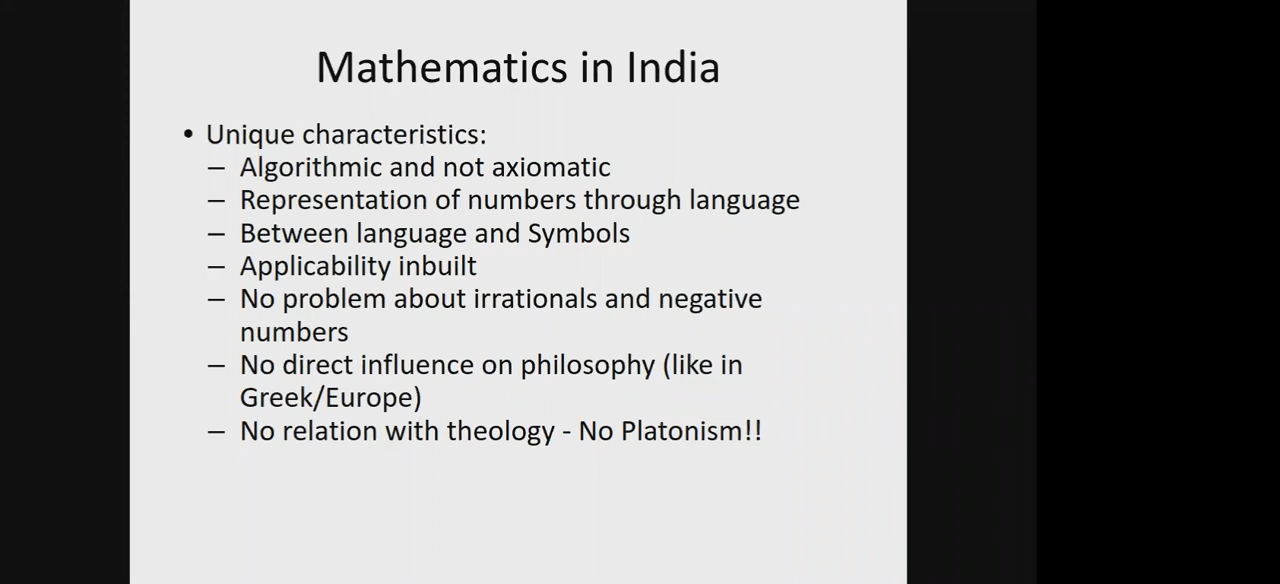 Mathematics in India
• Unique characteristics:
– Algorithmic and not axiomatic
– Representation of numbers through language
– Between language and Symbols
– Applicability inbuilt
– No problem about irrationals and negative
numbers
– No direct influence on philosophy (like in
Greek/Europe)
– No relation with theology - No Platonism!!